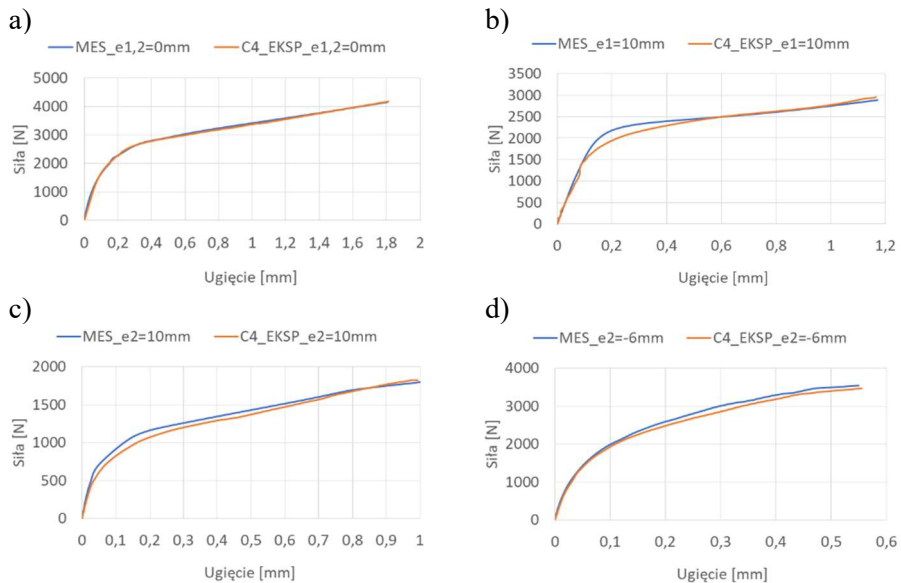 a)
MES_e1,2=0mm C4_EKSP_e1,2=0mm
Siła [N]
5000
4000
3000
2000
1000
0
0 0,2 0,4 0,6 0,8 1 1,2 1,4 1,6 1,8 2
Ugięcie [mm]
b)
MES_e1=10mm C4_EKSP_e1=10mm
Siła [N]
3500
3000
2500
2000
1500
1000
500
0
0 0,2 0,4 0,6 0,8 1 1,2
Ugięcie [mm]
c)
MES_e2=10mm C4_EKSP_e2=10mm
Siła [N]
2000
1500
1000
500
0
0 0,1 0,2 0,3 0,4 0,5 0,6 0,7 0,8 0,9 1
Ugięcie [mm]
d)
MES_e2=-6mm C4_EKSP_e2=-6mm
Siła [N]
4000
3000
2000
1000
0
0 0,1 0,2 0,3 0,4 0,5 0,6
Ugięcie [mm]